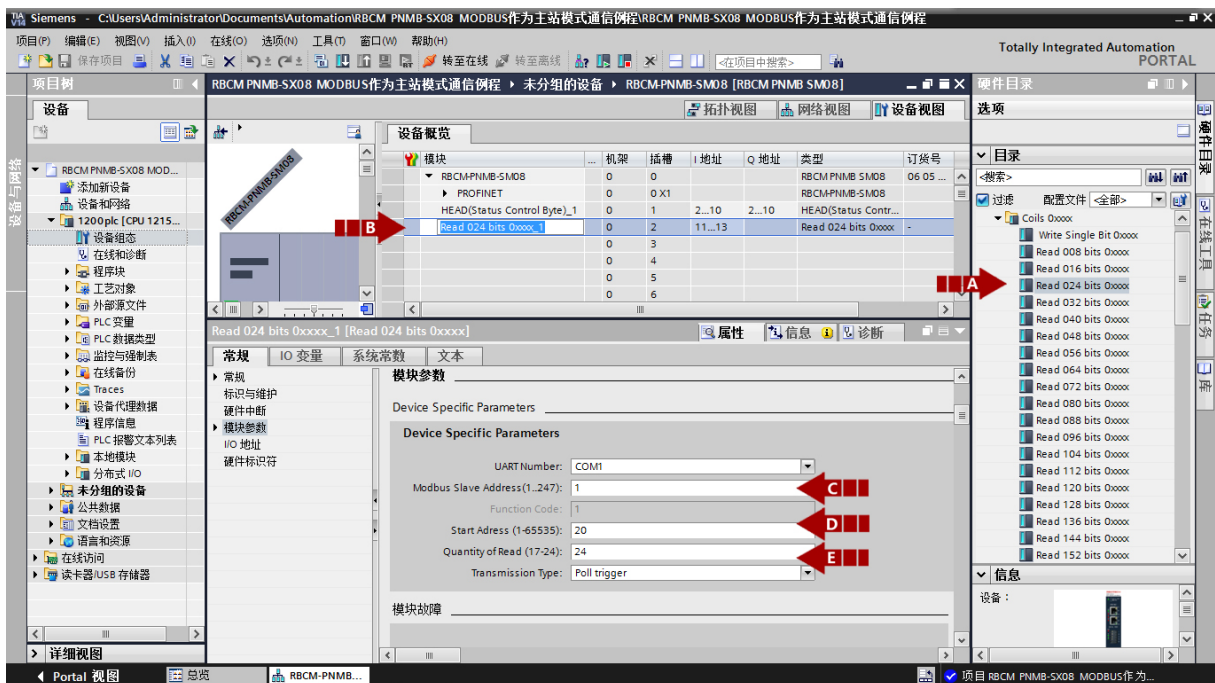 Siemens - C:\Users\Administrator\Documents\Automation\RBCM PNMB-SX08 MODBUS作为主站模式通信例程\RBCM PNMB-SX08 MODBUS作为主站模式通信例程
项目(P) 编辑(E) 视图(V) 插入(I) 在线(O) 选项(N) 工具(T) 窗口(W) 帮助(H)
Totally Integrated Automation
PORTAL
保存项目 转至在线 转至离线 <在项目中搜索>
项目树
设备
设备与网络
RBCM PNMB-SX08 MOD...
添加新设备
设备和网络
1200plc [CPU 1215...
设备组态
在线和诊断
程序块
工艺对象
外部源文件
PLC 变量
PLC 数据类型
监控与强制表
在线备份
Traces
设备代理数据
程序信息
PLC 报警文本列表
本地模块
分布式 I/O
未分组的设备
公共数据
文档设置
语言和资源
在线访问
读卡器/USB 存储器
详细视图
RBCM PNMB-SX08 MODBUS作为主站模式通信例程 › 未分组的设备 › RBCM-PNMB-SM08 [RBCM PNMB SM08]
拓扑视图 网络视图 设备视图
RBCM-PNMB-SM08
设备概览
模块 ... 机架 插槽 I 地址 Q 地址 类型 订货号
RBCM-PNMB-SM08 0 0 RBCM PNMB SM08 06 05 ...
PROFINET 0 0 X1 RBCM-PNMB-SM08
HEAD(Status Control Byte)_1 0 1 2...10 2...10 HEAD(Status Contr...
B
Read 024 bits 0xxxx_1 0 2 11...13 Read 024 bits 0xxxx -
0 3
0 4
0 5
0 6
Read 024 bits 0xxxx_1 [Read 024 bits 0xxxx]
属性 信息 诊断
常规 IO 变量 系统常数 文本
常规
标识与维护
硬件中断
模块参数
I/O 地址
硬件标识符
模块参数
Device Specific Parameters
Device Specific Parameters
UART Number: COM1
Modbus Slave Address(1..247): 1
C
Function Code: 1
Start Adress (1-65535): 20
D
Quantity of Read (17-24): 24
E
Transmission Type: Poll trigger
模块故障
硬件目录
选项
目录
<搜索>
过滤 配置文件 <全部>
Coils 0xxxx
Write Single Bit 0xxxx
Read 008 bits 0xxxx
Read 016 bits 0xxxx
A
Read 024 bits 0xxxx
Read 032 bits 0xxxx
Read 040 bits 0xxxx
Read 048 bits 0xxxx
Read 056 bits 0xxxx
Read 064 bits 0xxxx
Read 072 bits 0xxxx
Read 080 bits 0xxxx
Read 088 bits 0xxxx
Read 096 bits 0xxxx
Read 104 bits 0xxxx
Read 112 bits 0xxxx
Read 120 bits 0xxxx
Read 128 bits 0xxxx
Read 136 bits 0xxxx
Read 144 bits 0xxxx
Read 152 bits 0xxxx
信息
设备：
硬件目录
在线工具
任务
库
Portal 视图 总览 RBCM-PNMB... 项目 RBCM PNMB-SX08 MODBUS作为...